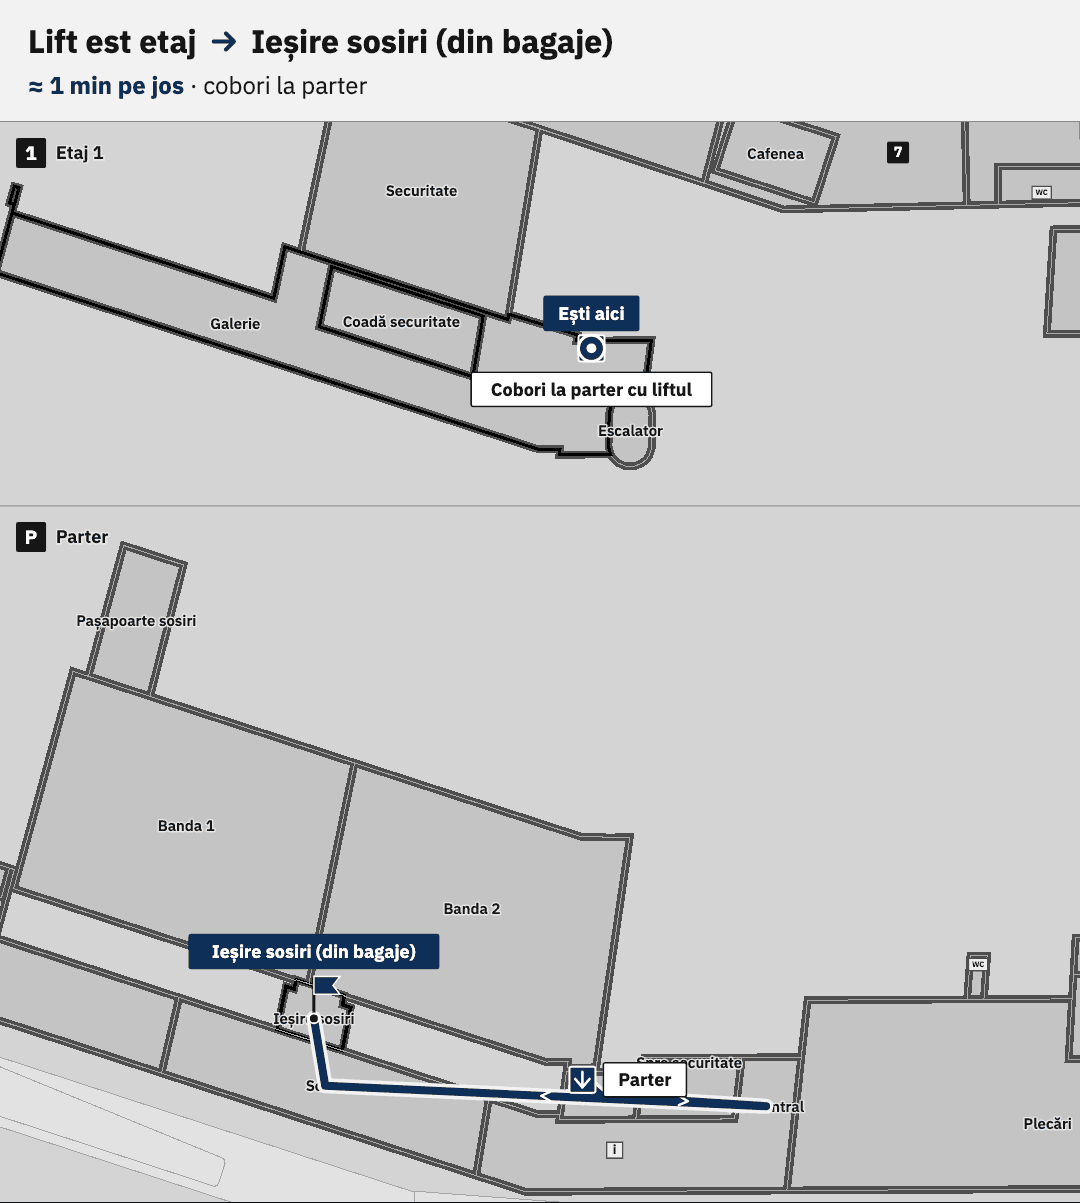 Lift est etaj → Ieșire sosiri (din bagaje)
≈ 1 min pe jos · cobori la parter
1 Etaj 1
Securitate
Cafenea
7
WC
Galerie
Coadă securitate
Ești aici
Cobori la parter cu liftul
Escalator
P Parter
Pașapoarte sosiri
Banda 1
Banda 2
Ieșire sosiri (din bagaje)
WC
Parter
Plecări
i